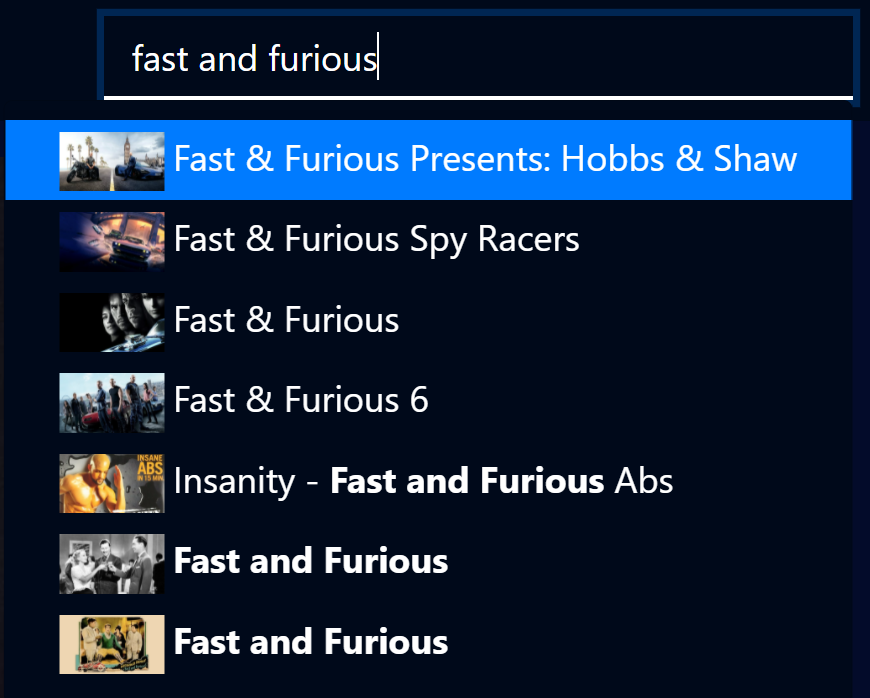 fast and furious
Fast & Furious Presents: Hobbs & Shaw
Fast & Furious Spy Racers
Fast & Furious
Fast & Furious 6
INSANE
ABS
IN 15 MIN
Insanity - Fast and Furious Abs
Fast and Furious
Fast and Furious